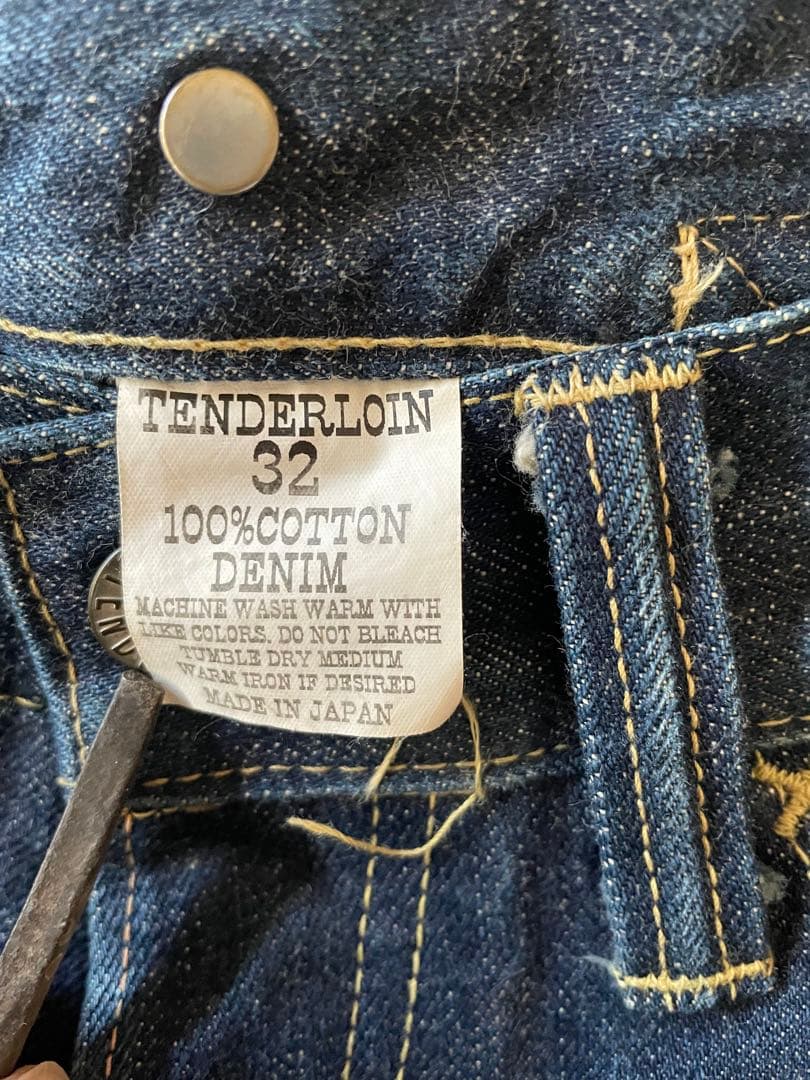 TENDERLOIN
32
100%COTTON
DENIM
MACHINE WASH WARM WITH
LIKE COLORS. DO NOT BLEACH
TUMBLE DRY MEDIUM
WARM IRON IF DESIRED
MADE IN JAPAN
TEND